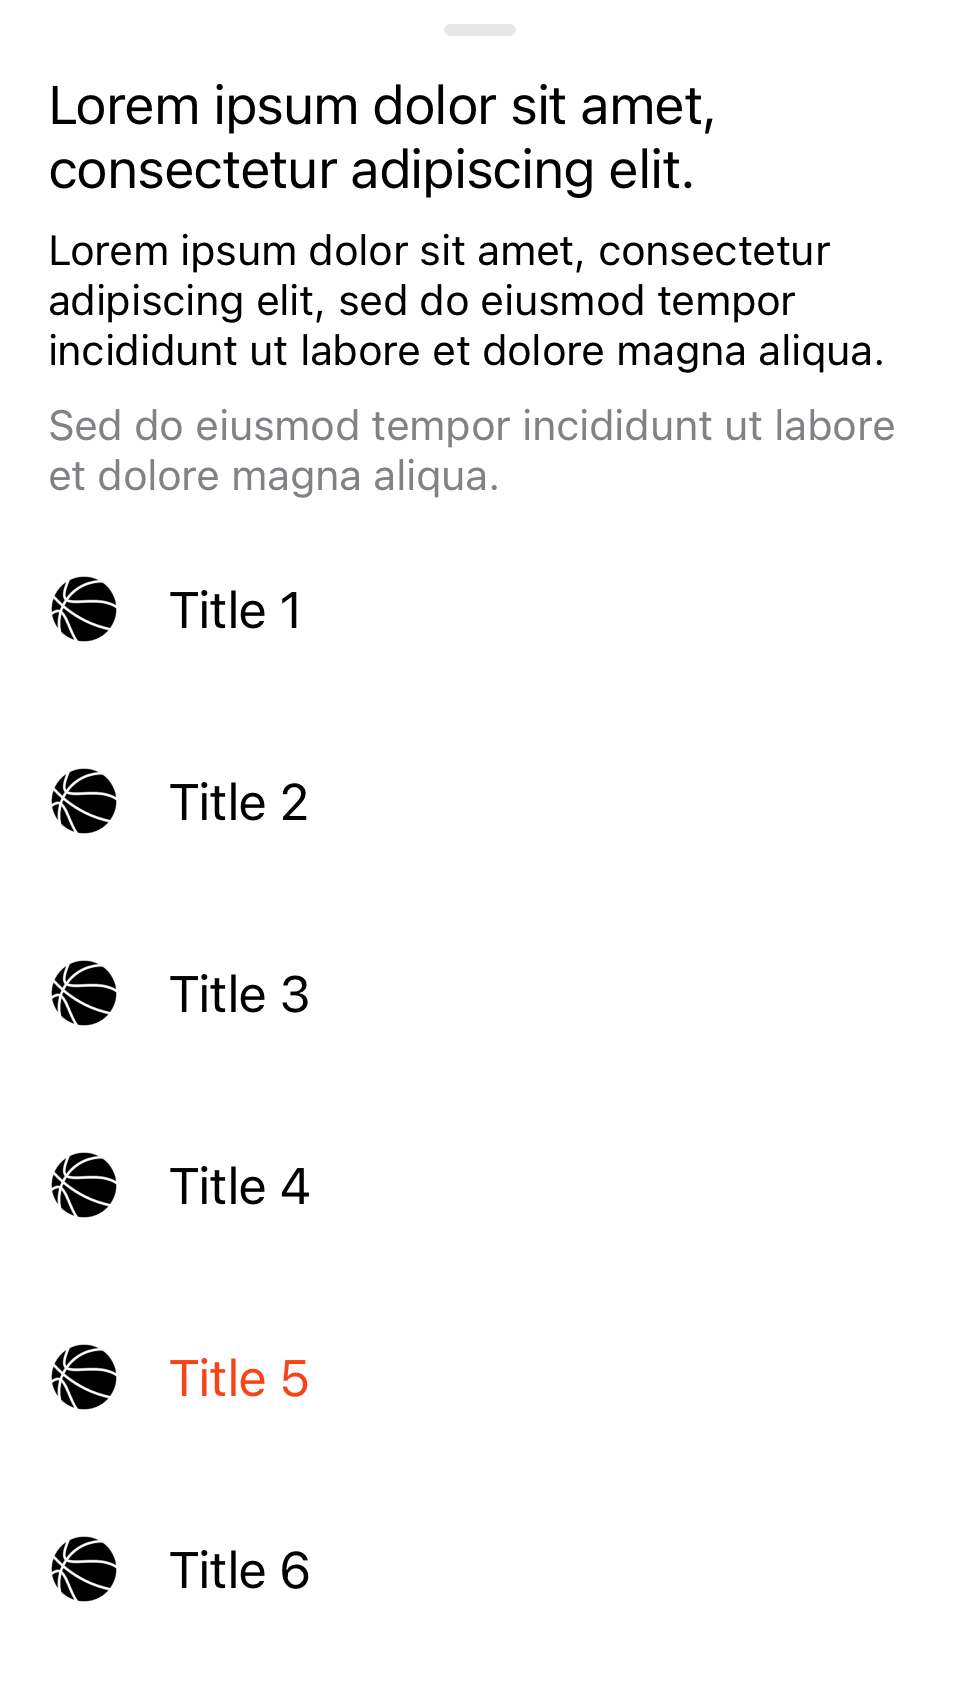 Lorem ipsum dolor sit amet,
consectetur adipiscing elit.
Lorem ipsum dolor sit amet, consectetur
adipiscing elit, sed do eiusmod tempor
incididunt ut labore et dolore magna aliqua.
Sed do eiusmod tempor incididunt ut labore
et dolore magna aliqua.
Title 1
Title 2
Title 3
Title 4
Title 5
Title 6